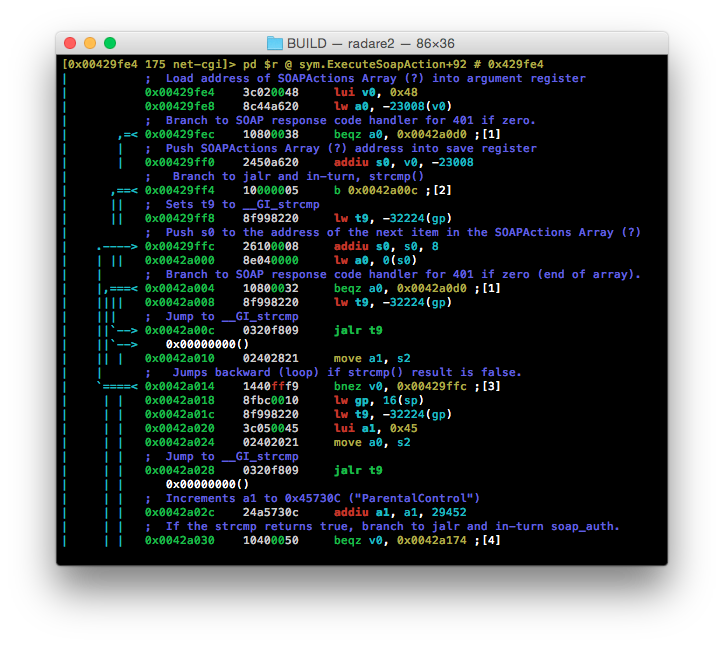 BUILD — radare2 — 86×36
[0x00429fe4 175 net-cgi]> pd $r @ sym.ExecuteSoapAction+92 # 0x429fe4
|           ;  Load address of SOAPActions Array (?) into argument register
|           0x00429fe4    3c020048     lui v0, 0x48
|           0x00429fe8    8c44a620     lw a0, -23008(v0)
|           ;  Branch to SOAP response code handler for 401 if zero.
|       ,=< 0x00429fec    10800038     beqz a0, 0x0042a0d0 ;[1]
|       |   ;  Push SOAPActions Array (?) address into save register
|       |   0x00429ff0    2450a620     addiu s0, v0, -23008
|       |   ;   Branch to jalr and in-turn, strcmp()
|      ,==< 0x00429ff4    10000005     b 0x0042a00c ;[2]
|      ||   ;  Sets t9 to __GI_strcmp
|      ||   0x00429ff8    8f998220     lw t9, -32224(gp)
|      ||   ;  Push s0 to the address of the next item in the SOAPActions Array (?)
|    .----> 0x00429ffc    26100008     addiu s0, s0, 8
|    | ||   0x0042a000    8e040000     lw a0, 0(s0)
|    |      ;  Branch to SOAP response code handler for 401 if zero (end of array).
|    |,===< 0x0042a004    10800032     beqz a0, 0x0042a0d0 ;[1]
|    ||||   0x0042a008    8f998220     lw t9, -32224(gp)
|    |||    ;  Jump to __GI_strcmp
|    ||`--> 0x0042a00c    0320f809     jalr t9
|    ||`-->    0x00000000()
|    || |   0x0042a010    02402821     move a1, s2
|    |      ;   Jumps backward (loop) if strcmp() result is false.
|    `====< 0x0042a014    1440fff9     bnez v0, 0x00429ffc ;[3]
|     | |   0x0042a018    8fbc0010     lw gp, 16(sp)
|     | |   0x0042a01c    8f998220     lw t9, -32224(gp)
|     | |   0x0042a020    3c050045     lui a1, 0x45
|     | |   0x0042a024    02402021     move a0, s2
|     | |   ;  Jump to __GI_strcmp
|     | |   0x0042a028    0320f809     jalr t9
|     | |      0x00000000()
|     | |   ;  Increments a1 to 0x45730C ("ParentalControl")
|     | |   0x0042a02c    24a5730c     addiu a1, a1, 29452
|     | |   ;  If the strcmp returns true, branch to jalr and in-turn soap_auth.
|     | |   0x0042a030    10400050     beqz v0, 0x0042a174 ;[4]